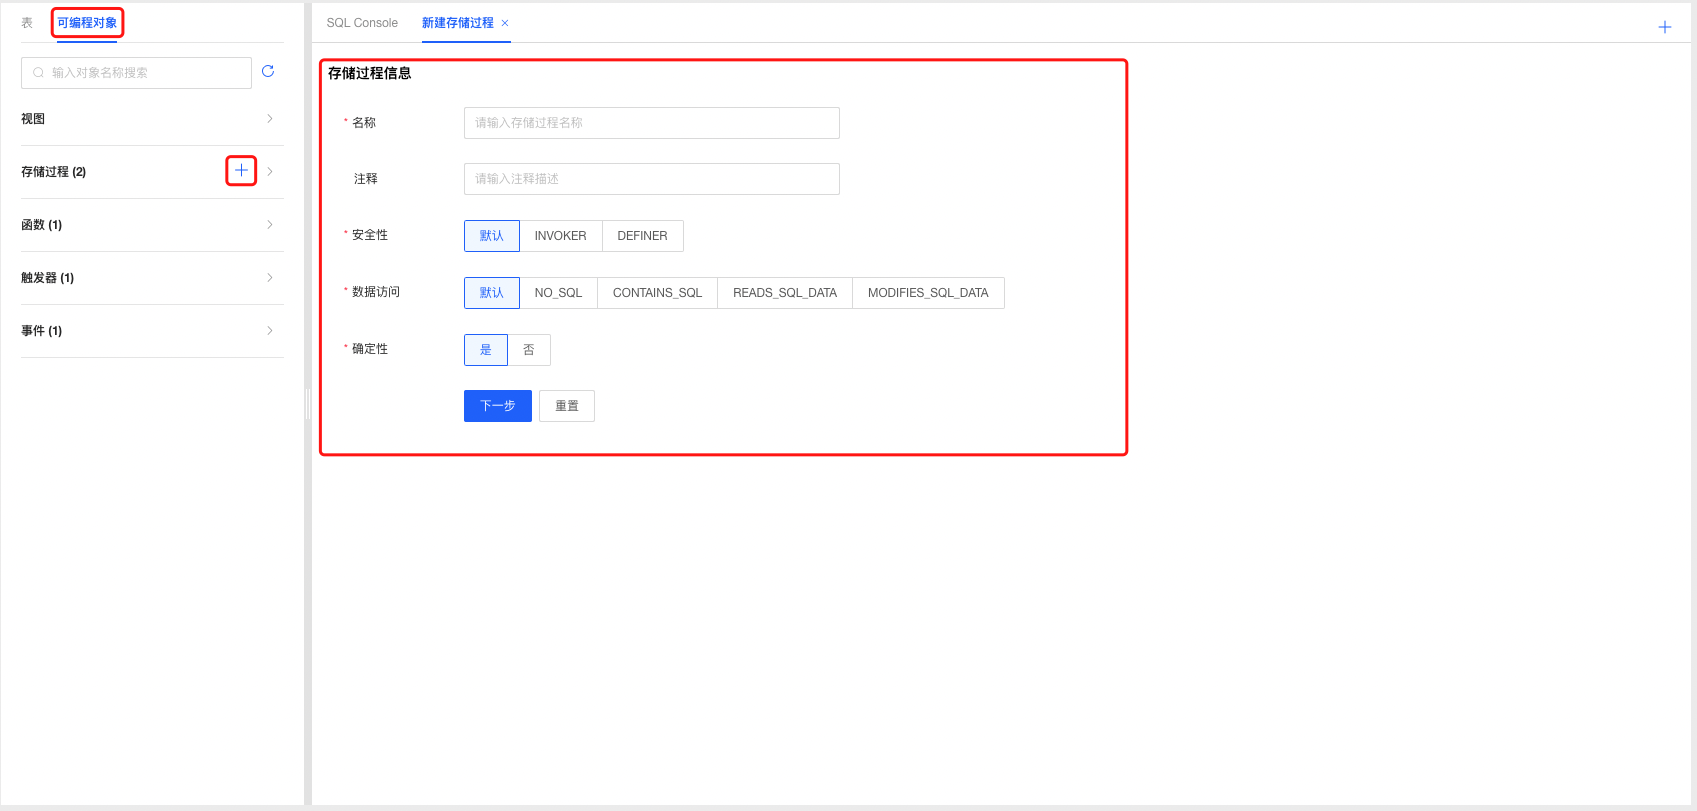 表 可编程对象
输入对象名称搜索
视图
存储过程 (2)
函数 (1)
触发器 (1)
事件 (1)
SQL Console 新建存储过程 ×
存储过程信息
* 名称 请输入存储过程名称
注释 请输入注释描述
* 安全性 默认 INVOKER DEFINER
* 数据访问 默认 NO_SQL CONTAINS_SQL READS_SQL_DATA MODIFIES_SQL_DATA
* 确定性 是 否
下一步 重置